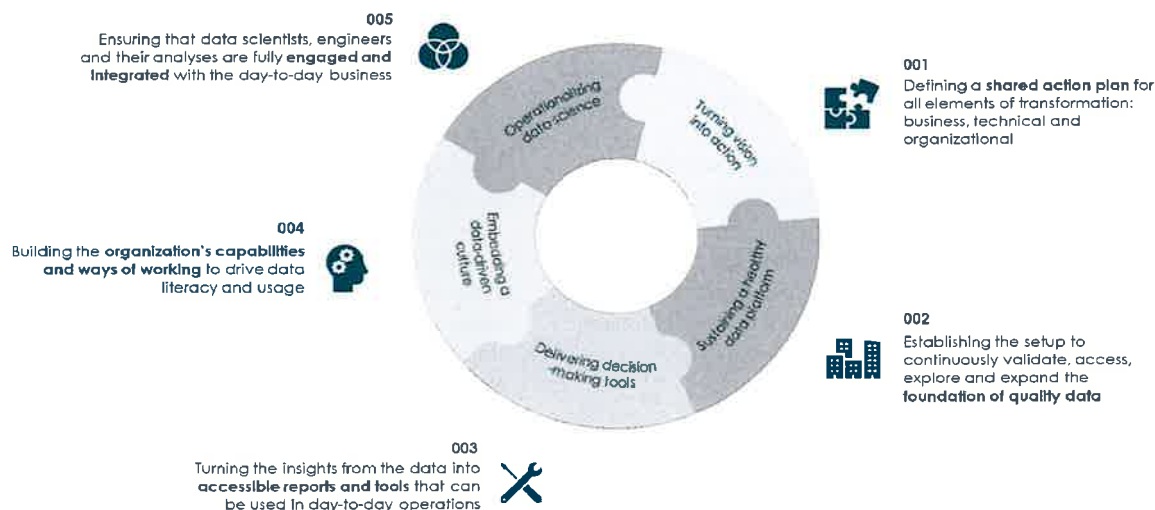 005
Ensuring that data scientists, engineers
and their analyses are fully engaged and
integrated with the day-to-day business
001
Defining a shared action plan for
all elements of transformation:
business, technical and
organizational
Operationalizing
data science
Turning vision
into action
004
Building the organization's capabilities
and ways of working to drive data
literacy and usage
Embedding a
data-driven
culture
Sustaining a healthy
data platform
Delivering decision
-making tools
002
Establishing the setup to
continuously validate, access,
explore and expand the
foundation of quality data
003
Turning the insights from the data into
accessible reports and tools that can
be used in day-to-day operations